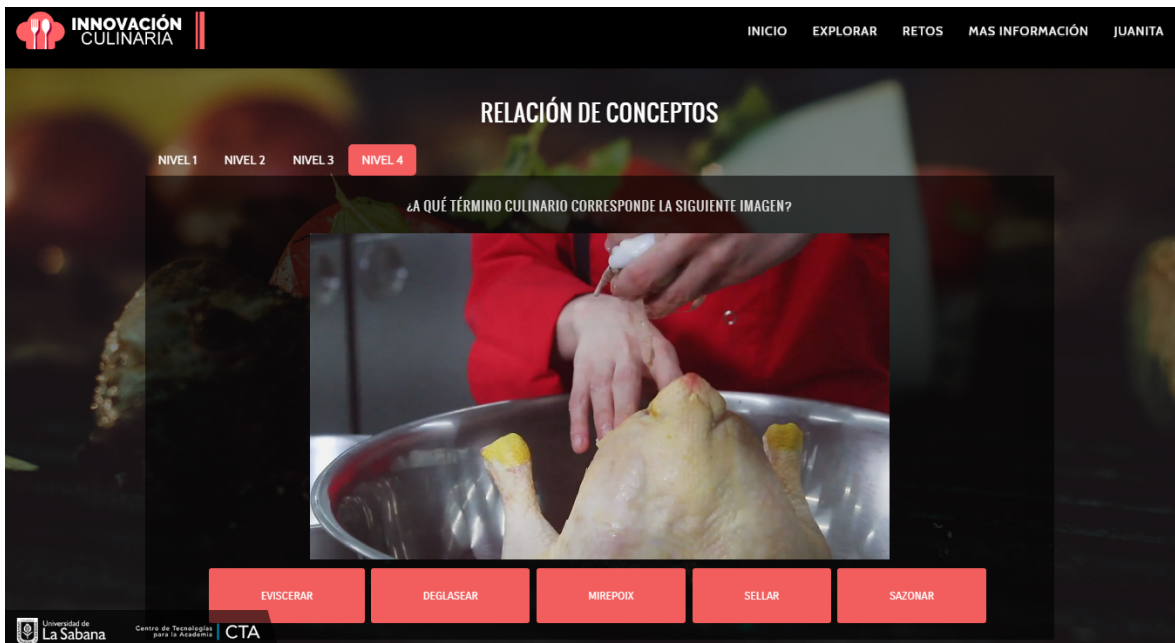 INNOVACIÓN
CULINARIA
INICIO EXPLORAR RETOS MAS INFORMACIÓN JUANITA
RELACIÓN DE CONCEPTOS
NIVEL 1 NIVEL 2 NIVEL 3 NIVEL 4
¿A QUÉ TÉRMINO CULINARIO CORRESPONDE LA SIGUIENTE IMAGEN?
EVISCERAR DEGLASEAR MIREPOIX SELLAR SAZONAR
Universidad de
La Sabana
Centro de Tecnologías
para la Academia
CTA